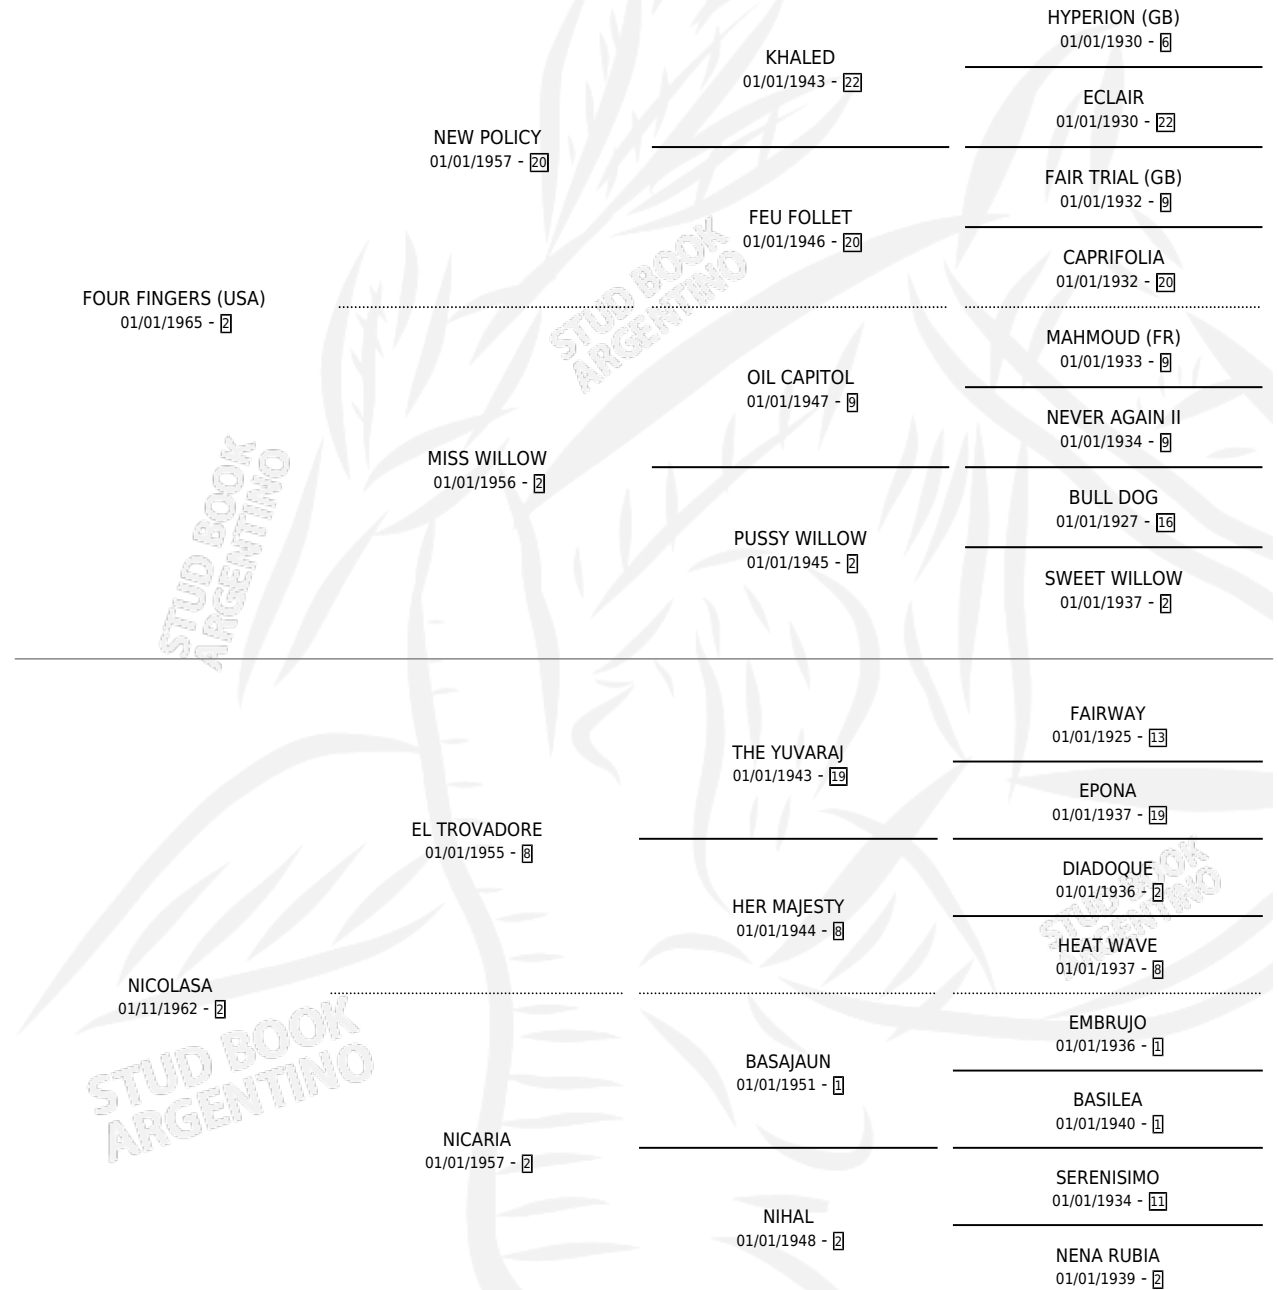 HYPERION (GB)
01/01/1930 - 6
KHALED
01/01/1943 - 22
ECLAIR
01/01/1930 - 22
NEW POLICY
01/01/1957 - 20
FAIR TRIAL (GB)
01/01/1932 - 9
FEU FOLLET
01/01/1946 - 20
CAPRIFOLIA
01/01/1932 - 20
FOUR FINGERS (USA)
01/01/1965 - 2
MAHMOUD (FR)
01/01/1933 - 9
OIL CAPITOL
01/01/1947 - 9
NEVER AGAIN II
01/01/1934 - 9
MISS WILLOW
01/01/1956 - 2
BULL DOG
01/01/1927 - 16
PUSSY WILLOW
01/01/1945 - 2
SWEET WILLOW
01/01/1937 - 2
STUD BOOK
ARGENTINO
STUD BOOK
ARGENTINO
FAIRWAY
01/01/1925 - 13
THE YUVARAJ
01/01/1943 - 19
EPONA
01/01/1937 - 19
EL TROVADORE
01/01/1955 - 8
DIADOQUE
01/01/1936 - 2
HER MAJESTY
01/01/1944 - 8
HEAT WAVE
01/01/1937 - 8
NICOLASA
01/11/1962 - 2
EMBRUJO
01/01/1936 - 1
BASAJAUN
01/01/1951 - 1
BASILEA
01/01/1940 - 1
NICARIA
01/01/1957 - 2
SERENISIMO
01/01/1934 - 11
NIHAL
01/01/1948 - 2
NENA RUBIA
01/01/1939 - 2
STUD BOOK
ARGENTINO
STUD BOOK
ARGENTINO